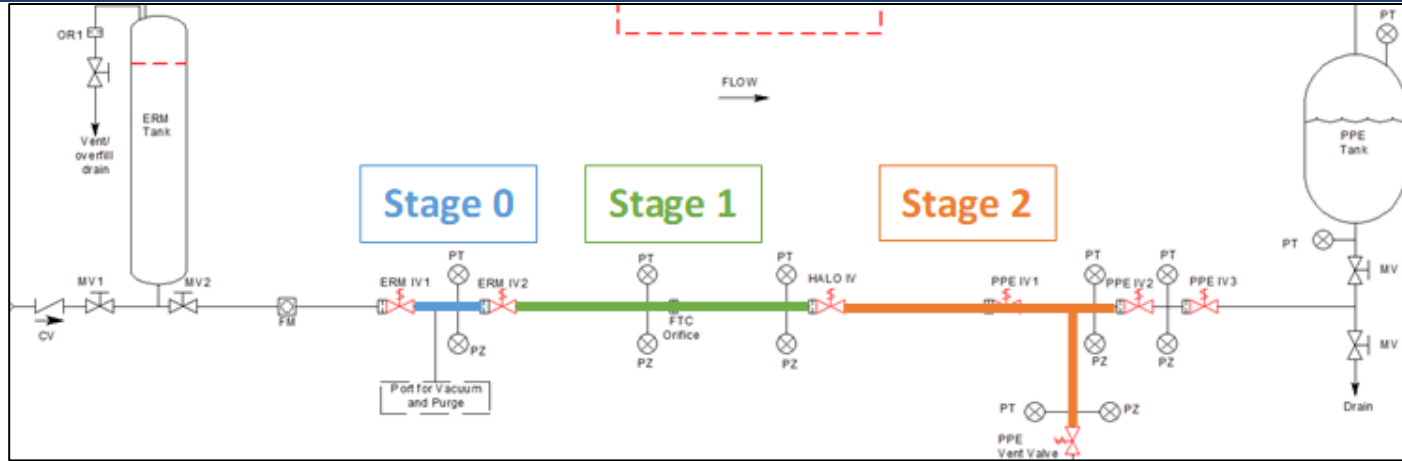 OR1
Vent/
overfill
drain
ERM
Tank
FLOW
PT
PPE
Tank
Stage 0
Stage 1
Stage 2
PT
MV1
MV2
ERM IV1
PT
ERM IV2
PT
PT
HALO IV
PPE IV1
PT
PPE IV2
PT
PPE IV3
MV
CV
FM
PZ
FTC
Orifice
PZ
PZ
PZ
PZ
MV
Port for Vacuum
and Purge
PT
PZ
Drain
PPE
Vent Valve